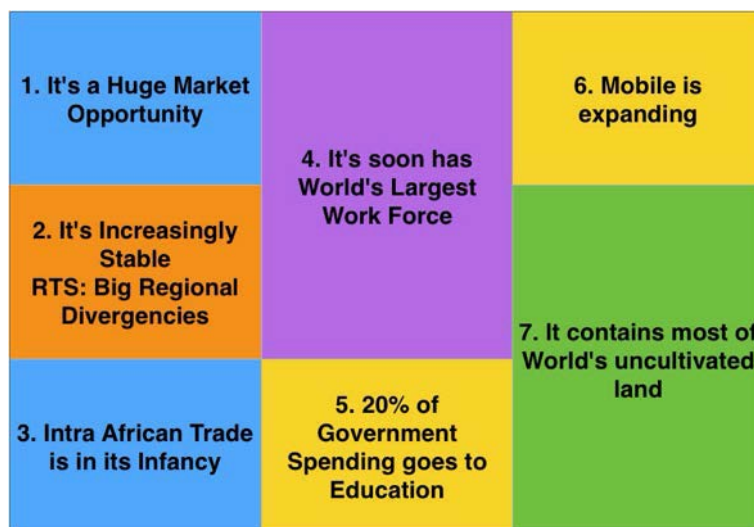 1. It's a Huge Market
Opportunity
2. It's Increasingly
Stable
RTS: Big Regional
Divergencies
3. Intra African Trade
is in its Infancy
4. It's soon has
World's Largest
Work Force
5. 20% of
Government
Spending goes to
Education
6. Mobile is
expanding
7. It contains most of
World's uncultivated
land